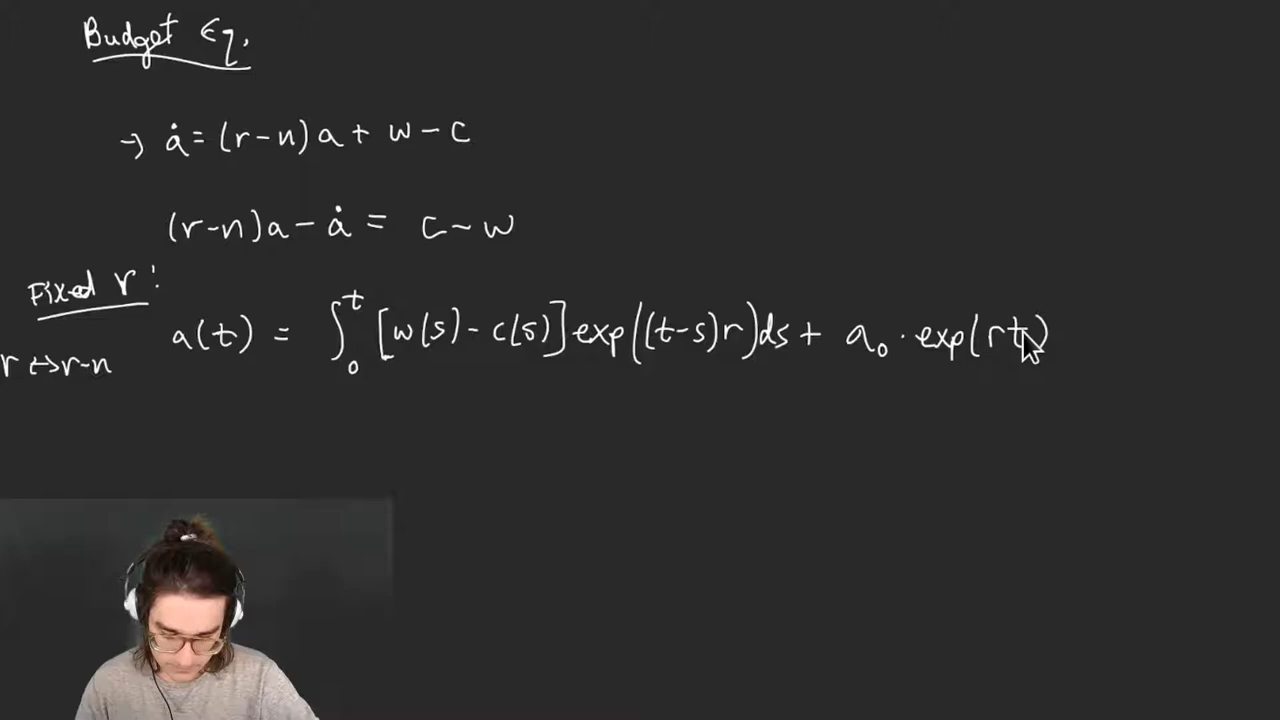 Budget Eq.
→ ȧ = (r-n)a + w - c
(r-n)a - ȧ = c - w
Fixed r:
a(t) = ∫₀ᵗ [w(s) - c(s)] exp((t-s)r) ds + a₀ · exp(rt)
r ↔ r-n